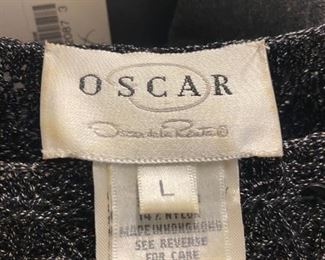 OSCAR
Oscar de la Renta ©
L
14% NYLON
MADE IN HONG KONG
SEE REVERSE
FOR CARE